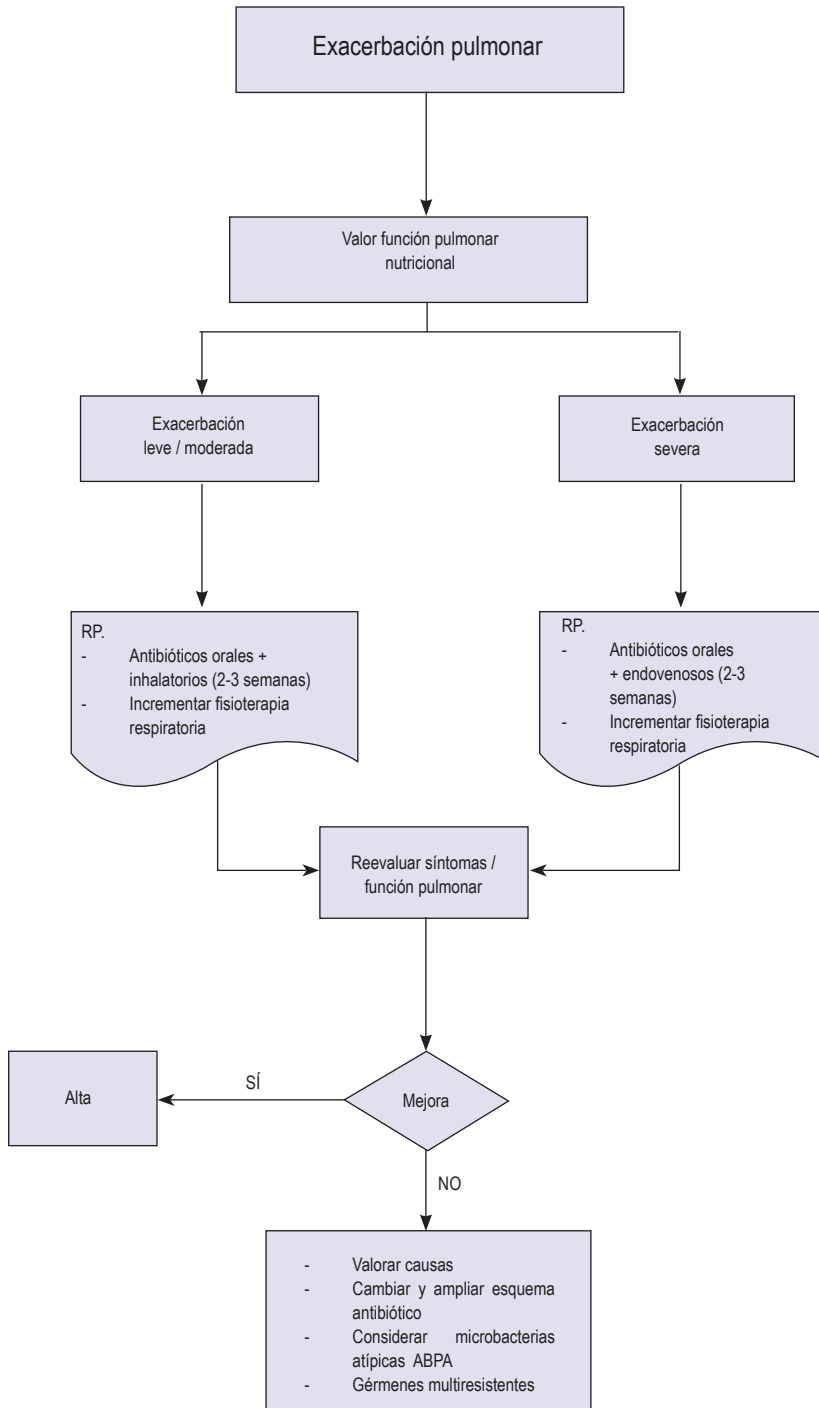 Exacerbación pulmonar
Valor función pulmonar
nutricional
Exacerbación
leve / moderada
Exacerbación
severa
RP.
- Antibióticos orales +
inhalatorios (2-3 semanas)
- Incrementar fisioterapia
respiratoria
RP.
- Antibióticos orales
+ endovenosos (2-3
semanas)
- Incrementar fisioterapia
respiratoria
Reevaluar síntomas /
función pulmonar
Mejora
SÍ
Alta
NO
- Valorar causas
- Cambiar y ampliar esquema
antibiótico
- Considerar microbacterias
atípicas ABPA
- Gérmenes multiresistentes